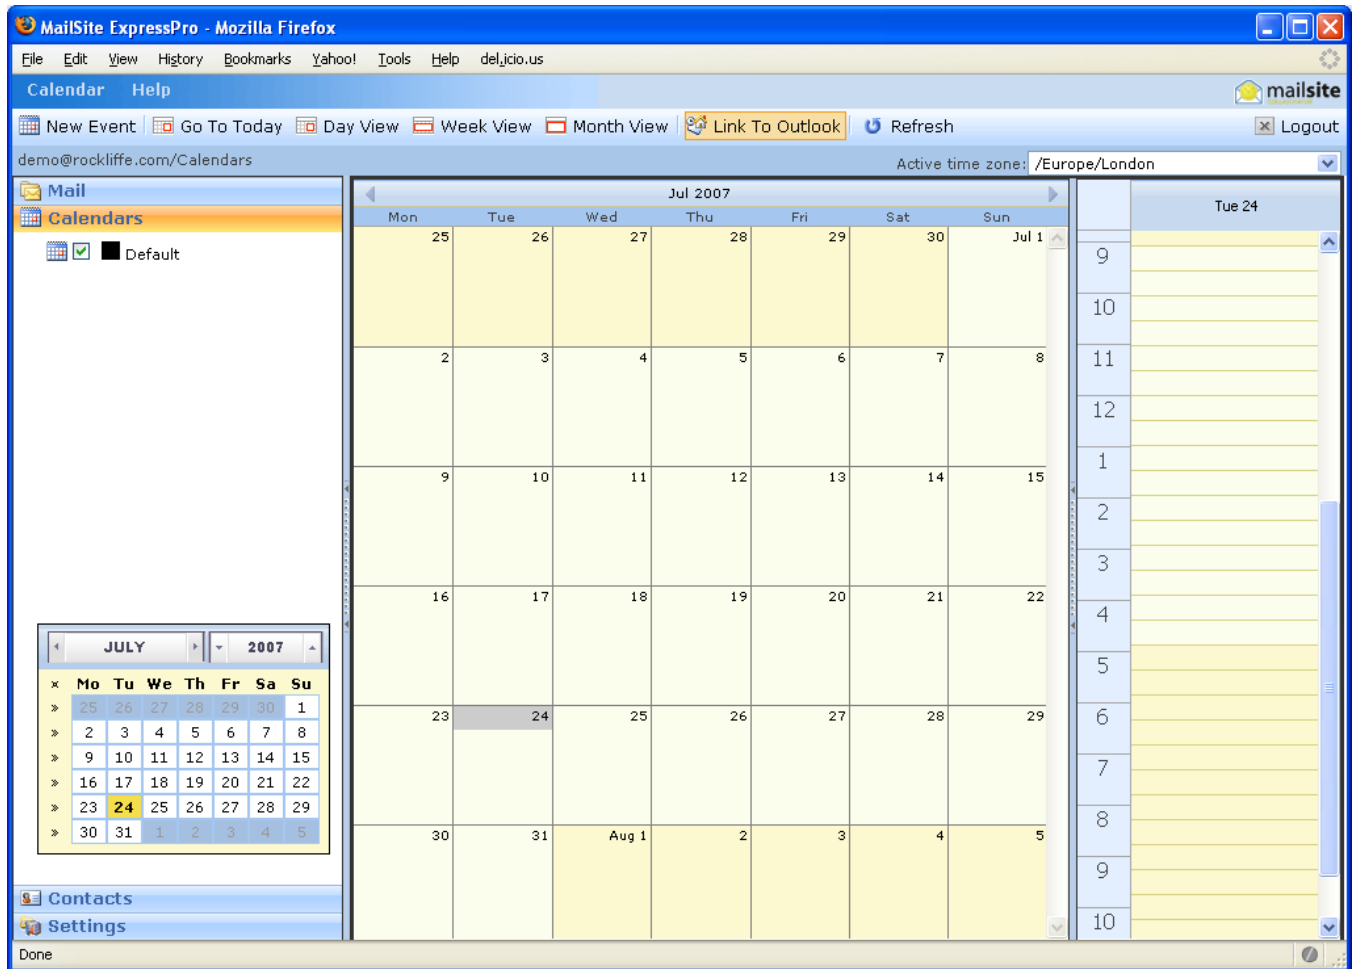 MailSite ExpressPro - Mozilla Firefox
File Edit View History Bookmarks Yahoo! Tools Help del.icio.us
Calendar Help mailsite
New Event Go To Today Day View Week View Month View Link To Outlook Refresh Logout
demo@rockliffe.com/Calendars Active time zone: /Europe/London
Mail
Calendars
Default
JULY 2007
× Mo Tu We Th Fr Sa Su
» 25 26 27 28 29 30 1
» 2 3 4 5 6 7 8
» 9 10 11 12 13 14 15
» 16 17 18 19 20 21 22
» 23 24 25 26 27 28 29
» 30 31 1 2 3 4 5
Contacts
Settings
Jul 2007
Mon Tue Wed Thu Fri Sat Sun
25 26 27 28 29 30 Jul 1
2 3 4 5 6 7 8
9 10 11 12 13 14 15
16 17 18 19 20 21 22
23 24 25 26 27 28 29
30 31 Aug 1 2 3 4 5
Tue 24
9
10
11
12
1
2
3
4
5
6
7
8
9
10
Done